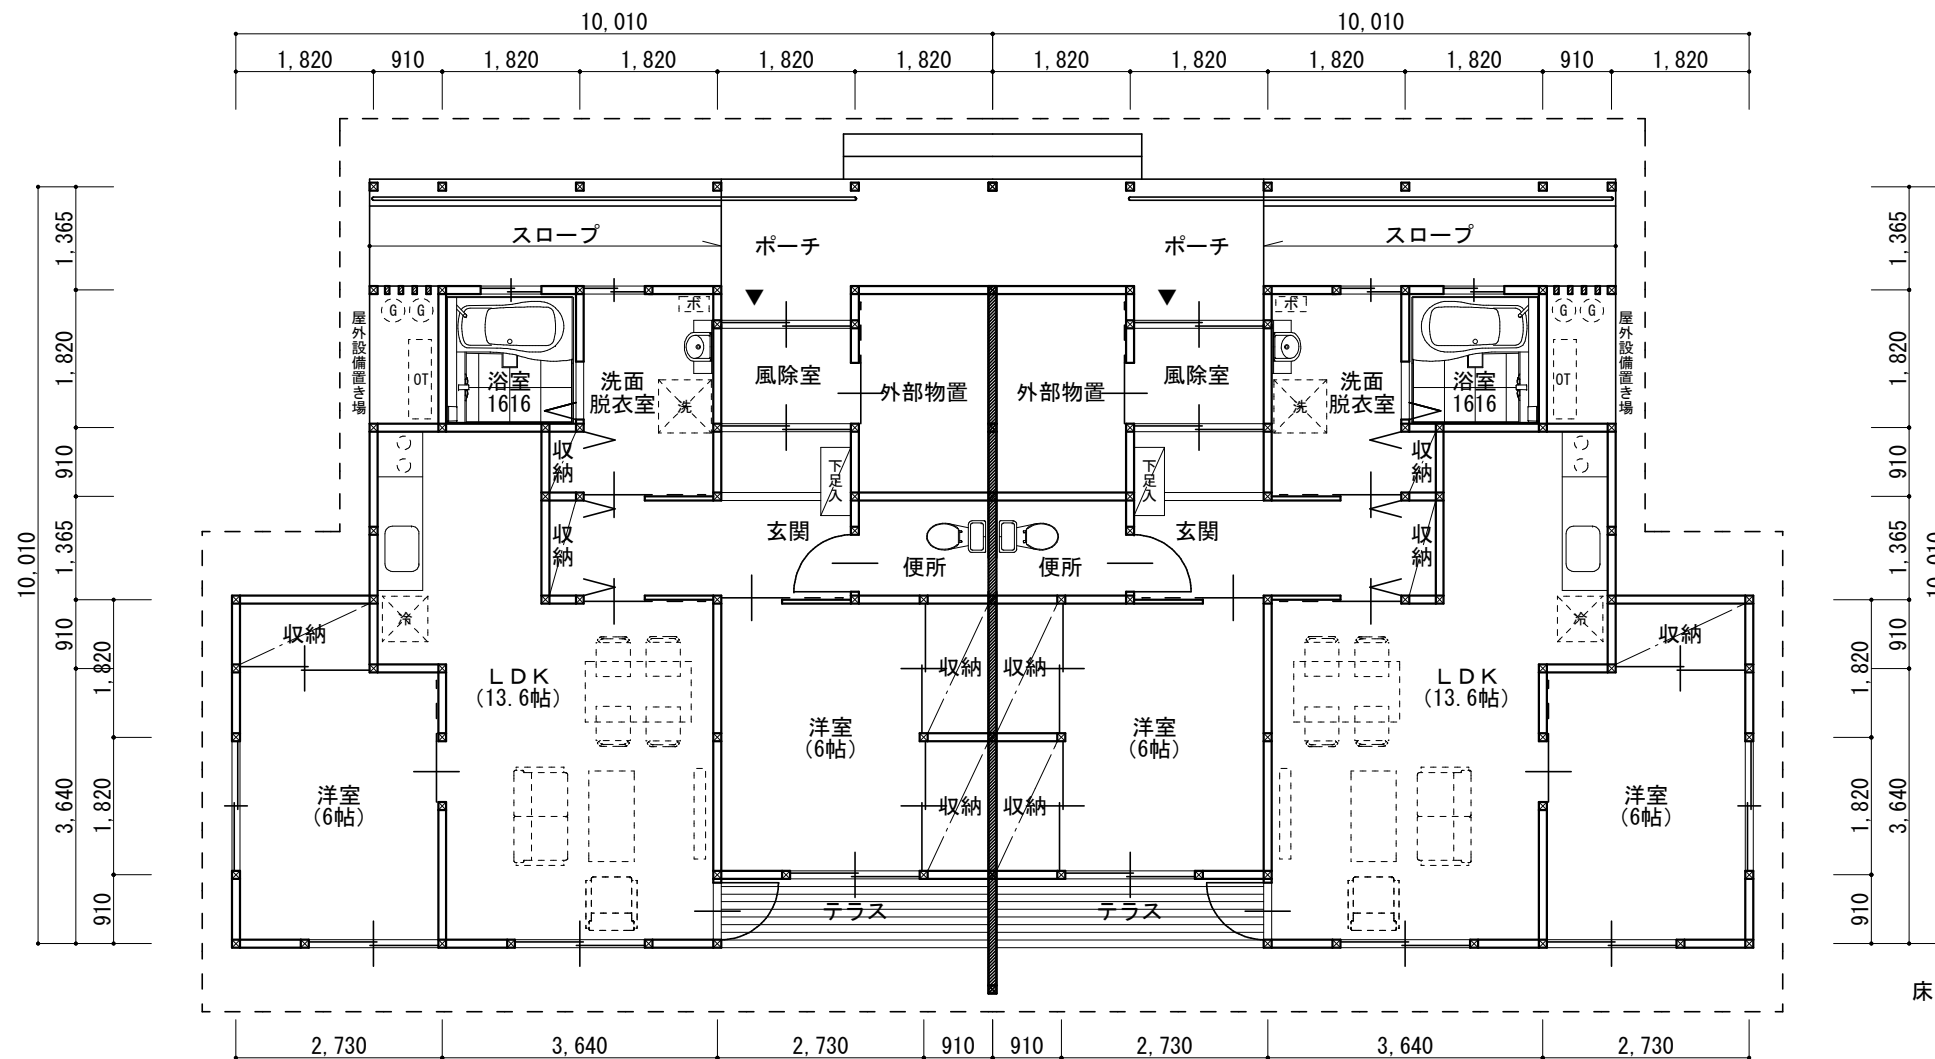 10,010 10,010
1,820 910 1,820 1,820 1,820 1,820 1,820 1,820 1,820 1,820 910 1,820
スロープ ポーチ ポーチ スロープ
1,365 1,365
屋外設備置き場 G G ボ ボ G G 屋外設備置き場
1,820 OT 浴室 洗面 風除室 外部物置 外部物置 風除室 洗面 浴室 OT 1,820
1616 脱衣室 洗 洗 脱衣室 1616
910 収納 下足入 下足入 収納 910
10,010 1,365 収納 玄関 便所 便所 玄関 収納 1,365 10,010
910 1,820 収納 冷 冷 収納 1,820 910
LDK 収納 収納 LDK
(13.6帖) (13.6帖)
洋室 洋室
(6帖) (6帖)
3,640 1,820 洋室 収納 収納 洋室 1,820 3,640
(6帖) (6帖)
910 テラス テラス 910
床
2,730 3,640 2,730 910 910 2,730 3,640 2,730